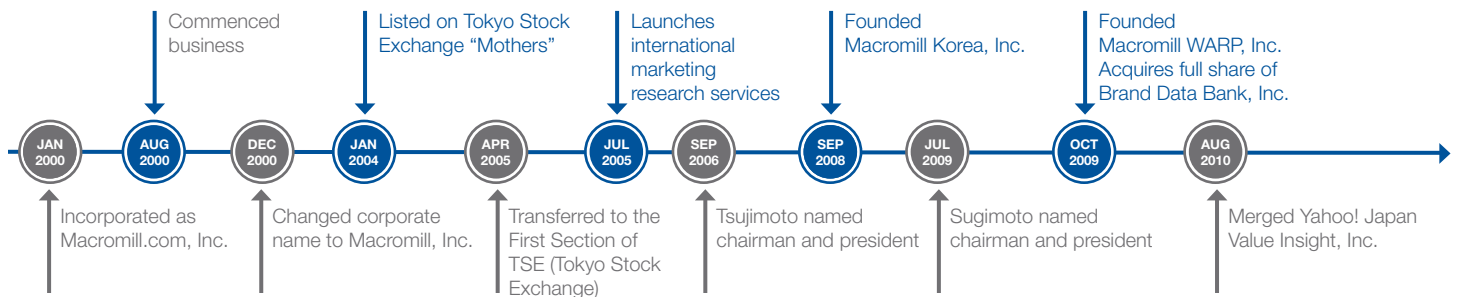 Commenced
business
Listed on Tokyo Stock
Exchange “Mothers”
Launches
international
marketing
research services
Founded
Macromill Korea, Inc.
Founded
Macromill WARP, Inc.
Acquires full share of
Brand Data Bank, Inc.
JAN
2000
AUG
2000
DEC
2000
JAN
2004
APR
2005
JUL
2005
SEP
2006
SEP
2008
JUL
2009
OCT
2009
AUG
2010
Incorporated as
Macromill.com, Inc.
Changed corporate
name to Macromill, Inc.
Transferred to the
First Section of
TSE (Tokyo Stock
Exchange)
Tsujimoto named
chairman and president
Sugimoto named
chairman and president
Merged Yahoo! Japan
Value Insight, Inc.